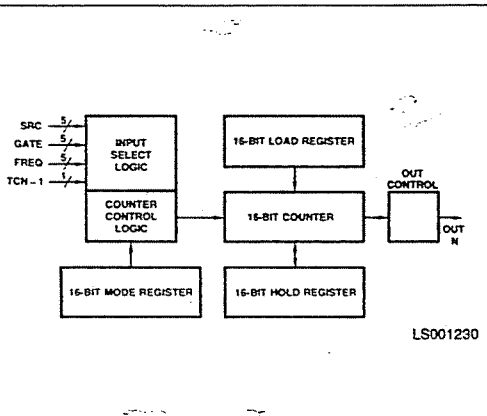 SRC 5
GATE 5
FREQ 5
TCN-1 1
INPUT
SELECT
LOGIC
COUNTER
CONTROL
LOGIC
16-BIT LOAD REGISTER
16-BIT COUNTER
OUT
CONTROL
OUT
N
16-BIT MODE REGISTER
16-BIT HOLD REGISTER
LS001230